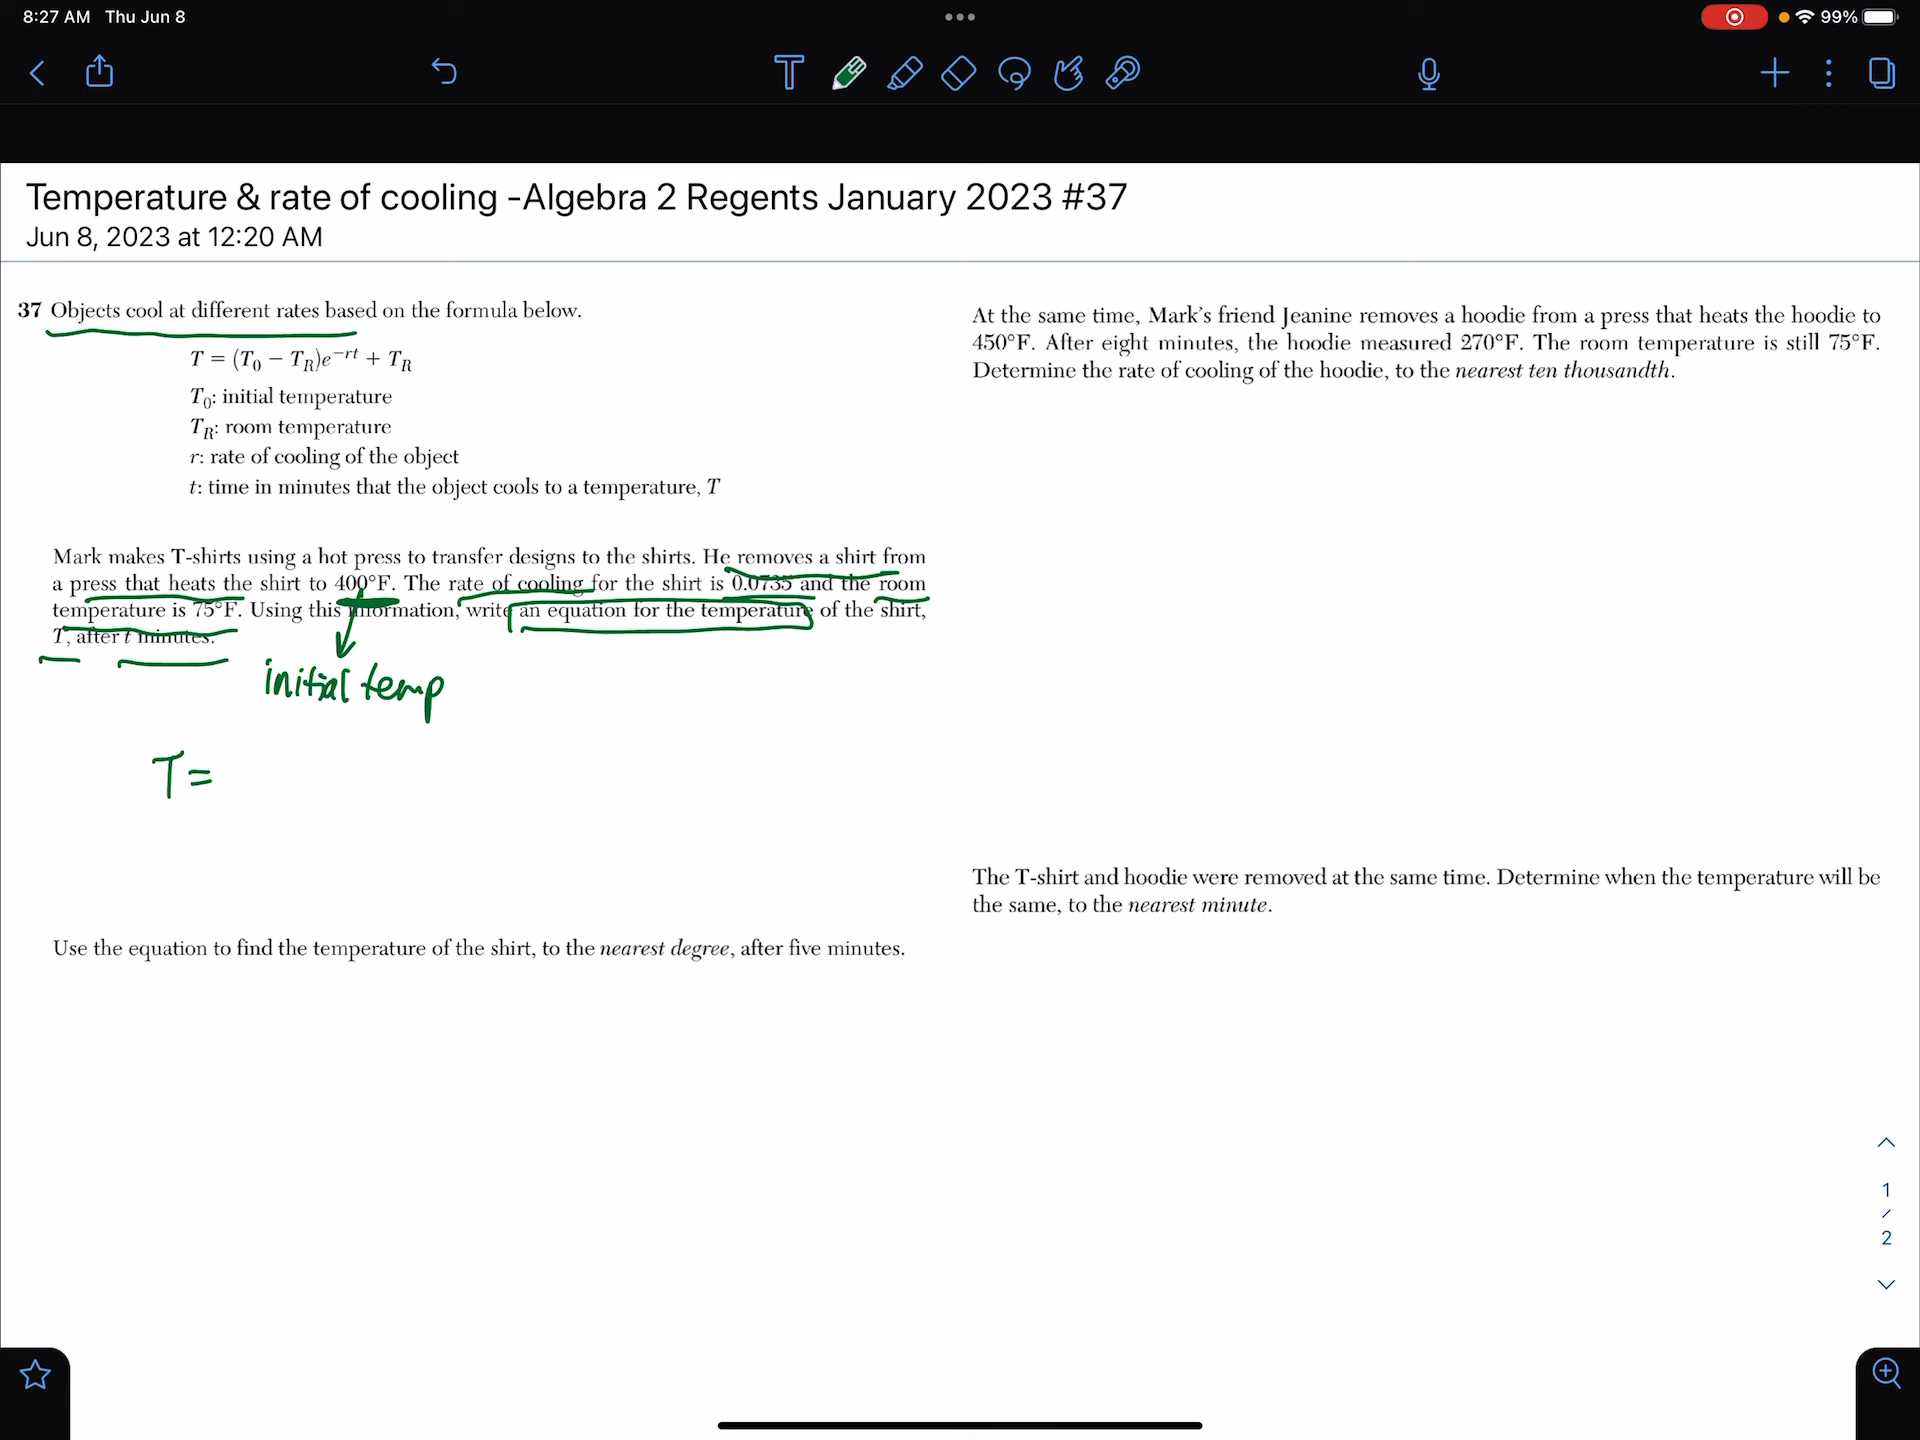 8:27 AM Thu Jun 8
99%
Temperature & rate of cooling -Algebra 2 Regents January 2023 #37
Jun 8, 2023 at 12:20 AM
37 Objects cool at different rates based on the formula below.
T = (T₀ − T_R)e^−rt + T_R
T₀: initial temperature
T_R: room temperature
r: rate of cooling of the object
t: time in minutes that the object cools to a temperature, T
Mark makes T-shirts using a hot press to transfer designs to the shirts. He removes a shirt from
a press that heats the shirt to 400°F. The rate of cooling for the shirt is 0.0735 and the room
temperature is 75°F. Using this information, write an equation for the temperature of the shirt,
T, after t minutes.
initial temp
T=
Use the equation to find the temperature of the shirt, to the nearest degree, after five minutes.
At the same time, Mark's friend Jeanine removes a hoodie from a press that heats the hoodie to
450°F. After eight minutes, the hoodie measured 270°F. The room temperature is still 75°F.
Determine the rate of cooling of the hoodie, to the nearest ten thousandth.
The T-shirt and hoodie were removed at the same time. Determine when the temperature will be
the same, to the nearest minute.
1
/
2